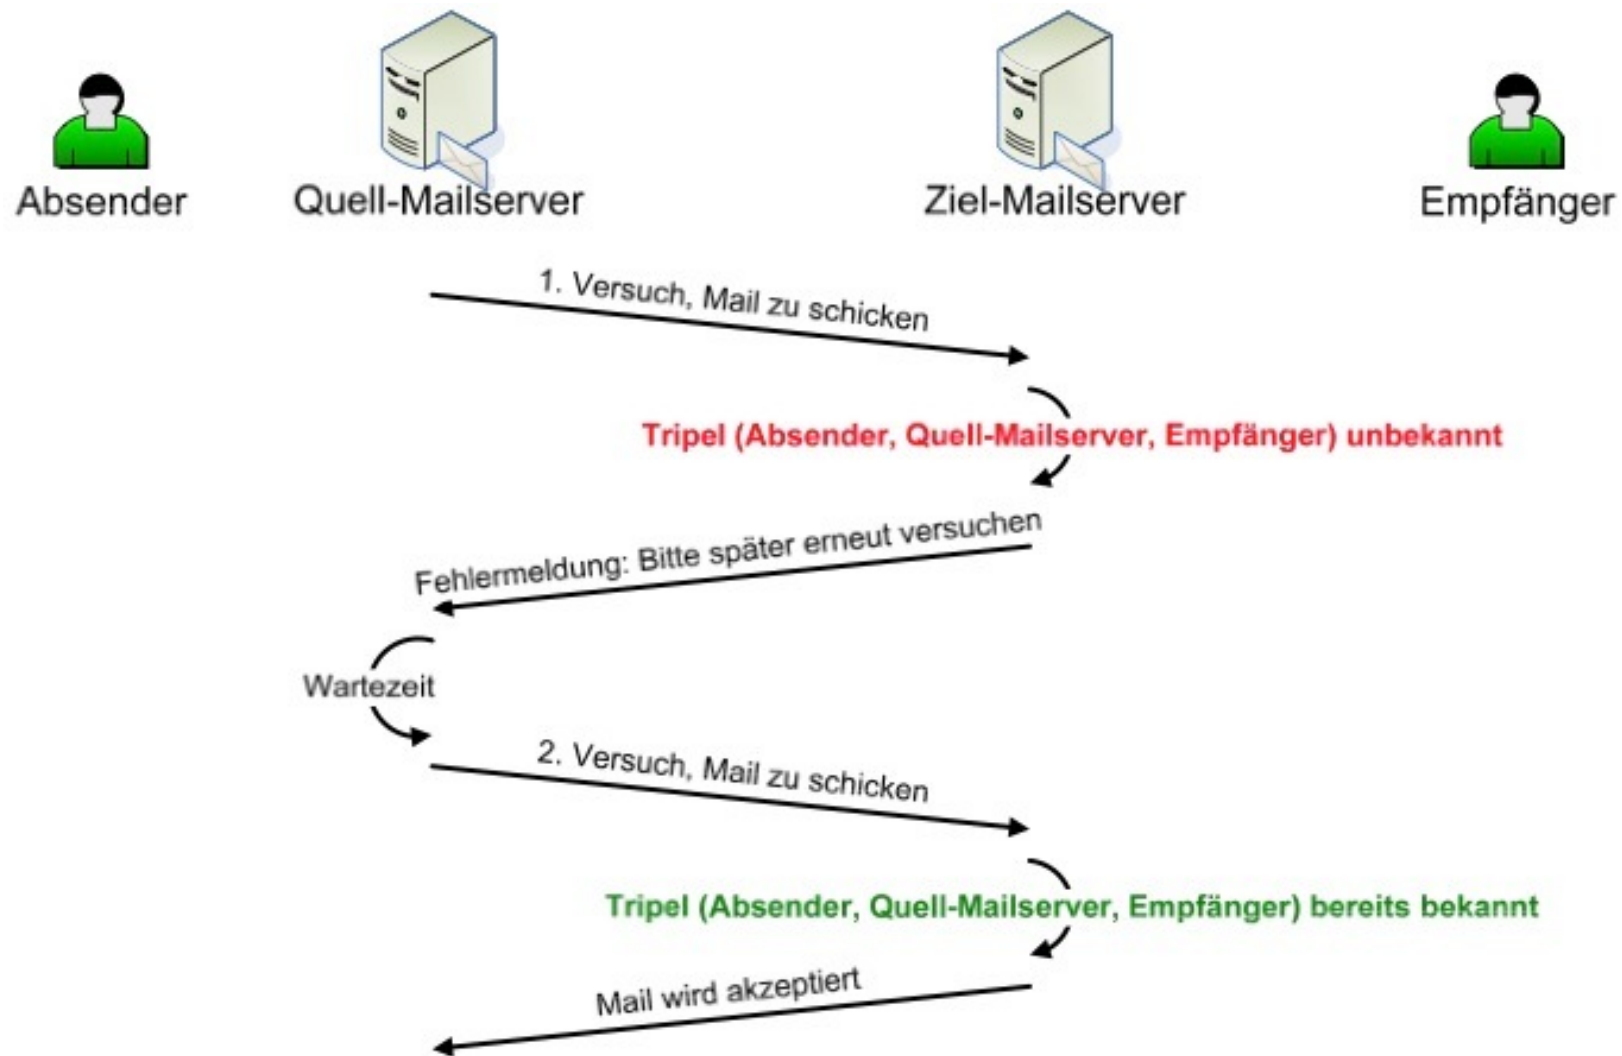 Absender
Quell-Mailserver
Ziel-Mailserver
Empfänger
1. Versuch, Mail zu schicken
Tripel (Absender, Quell-Mailserver, Empfänger) unbekannt
Fehlermeldung: Bitte später erneut versuchen
Wartezeit
2. Versuch, Mail zu schicken
Tripel (Absender, Quell-Mailserver, Empfänger) bereits bekannt
Mail wird akzeptiert